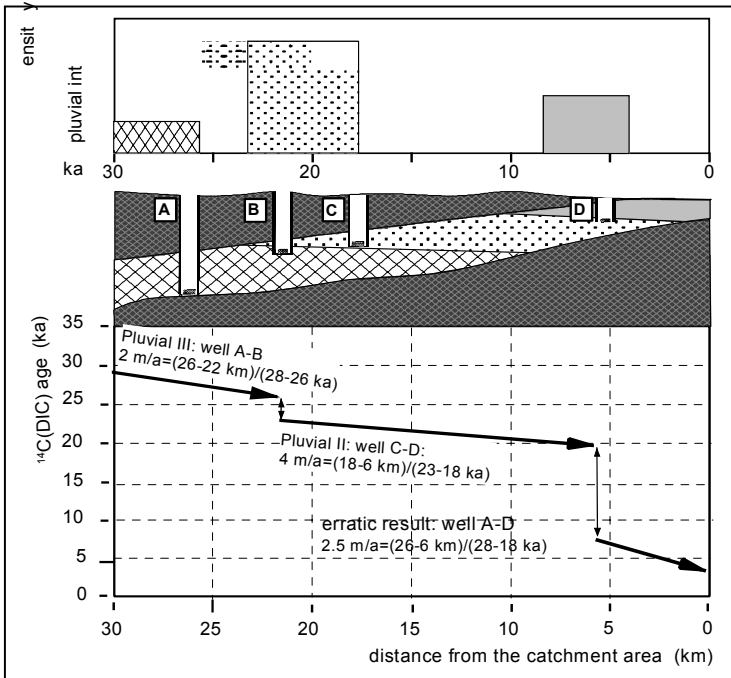 ensit y
pluvial int
30 20 10 0
ka
A B C D
35
30
25
20
15
10
5
0
¹⁴C(DIC) age (ka)
Pluvial III: well A-B
2 m/a=(26-22 km)/(28-26 ka)
Pluvial II: well C-D:
4 m/a=(18-6 km)/(23-18 ka)
erratic result: well A-D
2.5 m/a=(26-6 km)/(28-18 ka)
30 25 20 15 10 5 0
distance from the catchment area (km)